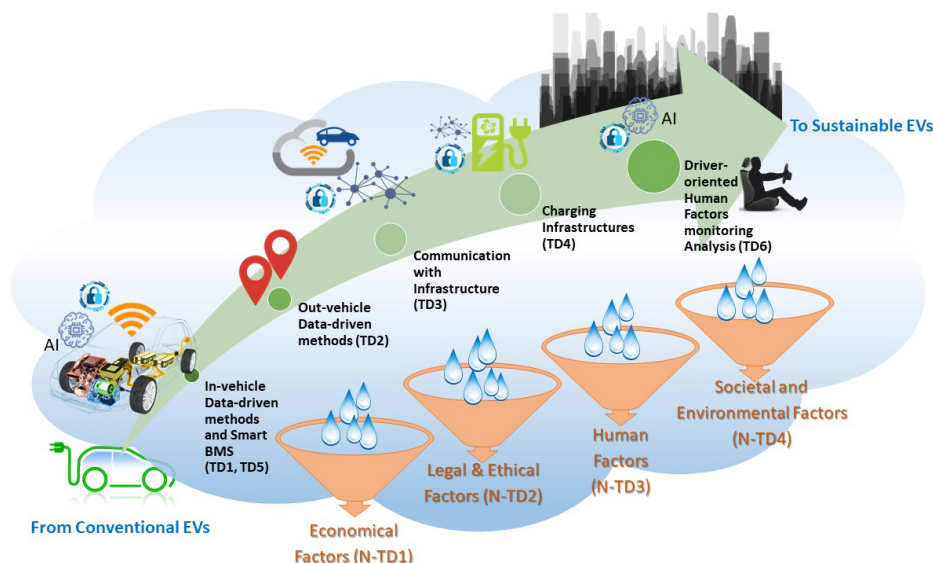 AI
To Sustainable EVs
Driver-
oriented
Human
Factors
monitoring
Analysis (TD6)
Charging
Infrastructures
(TD4)
Communication
with
Infrastructure
(TD3)
Out-vehicle
Data-driven
methods (TD2)
AI
In-vehicle
Data-driven
methods
and Smart
BMS
(TD1, TD5)
From Conventional EVs
Economical
Factors (N-TD1)
Legal & Ethical
Factors (N-TD2)
Human
Factors
(N-TD3)
Societal and
Environmental Factors
(N-TD4)